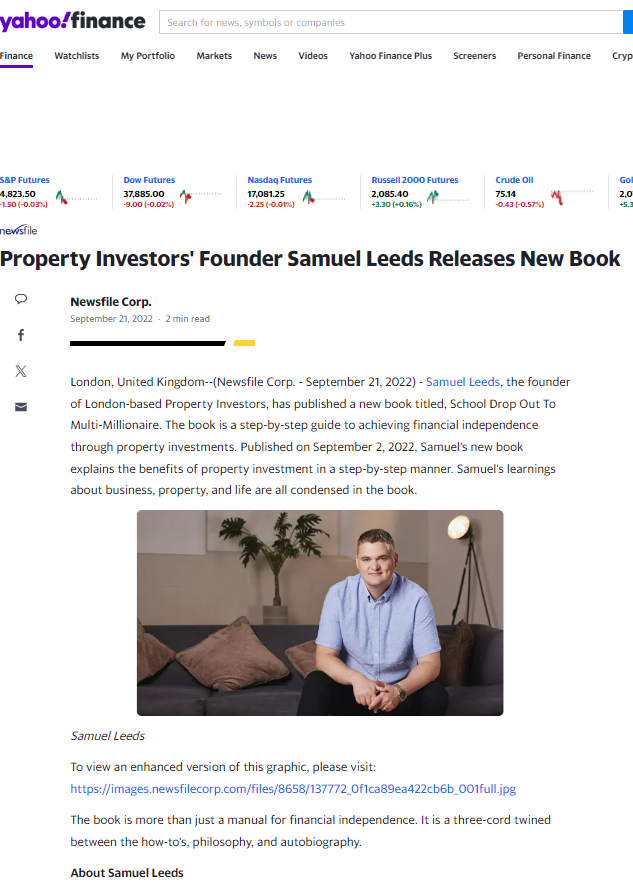 yahoo!finance
Search for news, symbols or companies
Finance Watchlists My Portfolio Markets News Videos Yahoo Finance Plus Screeners Personal Finance Cryp
S&P Futures
4,823.50
-1.50 (-0.03%)
Dow Futures
37,885.00
-9.00 (-0.02%)
Nasdaq Futures
17,081.25
-2.25 (-0.01%)
Russell 2000 Futures
2,085.40
+3.30 (+0.16%)
Crude Oil
75.14
-0.43 (-0.57%)
Gol
2,0
+5.3
newsfile
Property Investors' Founder Samuel Leeds Releases New Book
Newsfile Corp.
September 21, 2022 · 2 min read
London, United Kingdom--(Newsfile Corp. - September 21, 2022) - Samuel Leeds, the founder
of London-based Property Investors, has published a new book titled, School Drop Out To
Multi-Millionaire. The book is a step-by-step guide to achieving financial independence
through property investments. Published on September 2, 2022, Samuel's new book
explains the benefits of property investment in a step-by-step manner. Samuel's learnings
about business, property, and life are all condensed in the book.
Samuel Leeds
To view an enhanced version of this graphic, please visit:
https://images.newsfilecorp.com/files/8658/137772_0f1ca89ea422cb6b_001full.jpg
The book is more than just a manual for financial independence. It is a three-cord twined
between the how-to's, philosophy, and autobiography.
About Samuel Leeds